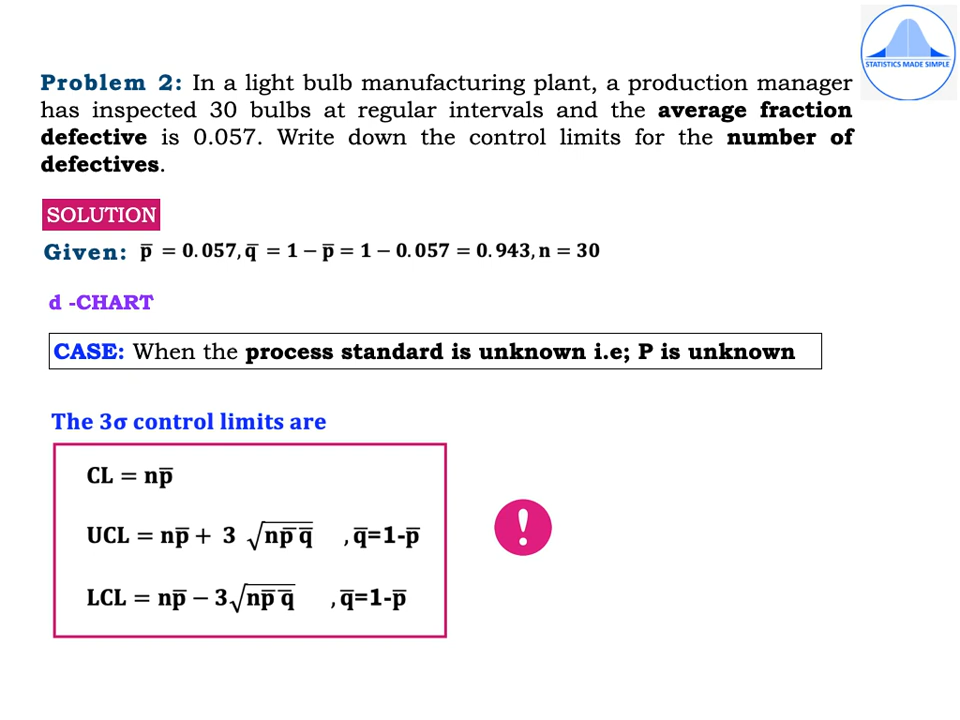 STATISTICS MADE SIMPLE
Problem 2: In a light bulb manufacturing plant, a production manager
has inspected 30 bulbs at regular intervals and the average fraction
defective is 0.057. Write down the control limits for the number of
defectives.
SOLUTION
Given: p̅ = 0.057, q̅ = 1 − p̅ = 1 − 0.057 = 0.943, n = 30
d -CHART
CASE: When the process standard is unknown i.e; P is unknown
The 3σ control limits are
CL = np̅
UCL = np̅ + 3 √np̅ q̅ , q̅=1-p̅
LCL = np̅ − 3√np̅ q̅ , q̅=1-p̅
!